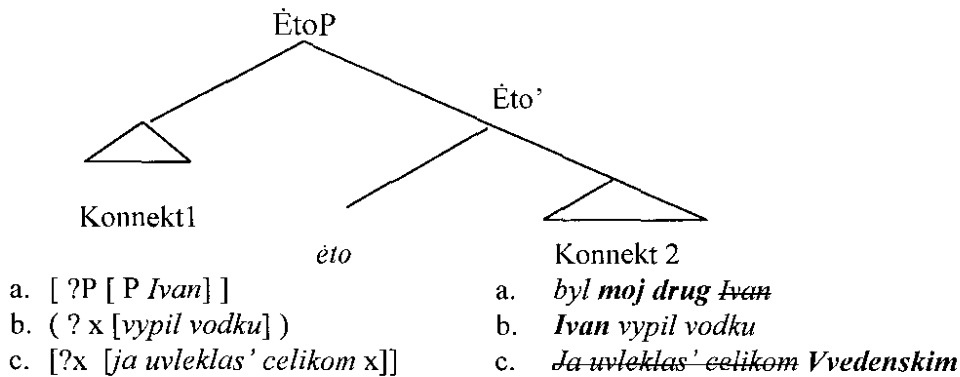 ĖtoP
Ėto’
Konnekt1
ėto
Konnekt 2
a. [ ?P [ P Ivan] ] a. byl moj drug Ivan
b. ( ? x [vypil vodku] ) b. Ivan vypil vodku
c. [?x [ja uvleklas’ celikom x]] c. Ja uvleklas’ celikom Vvedenskim